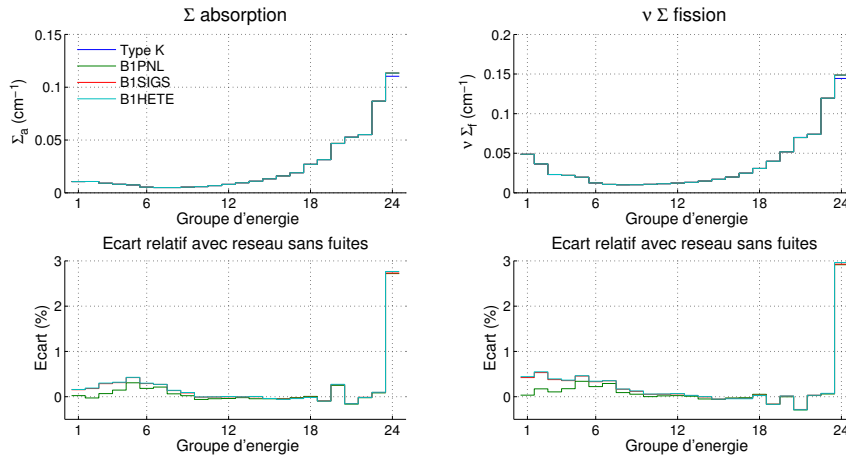 Σ absorption
0.15
0.1
0.05
0
Σa (cm−1)
Type K
B1PNL
B1SIGS
B1HETE
1 6 12 18 24
Groupe d'energie
ν Σ fission
0.2
0.15
0.1
0.05
0
ν Σf (cm−1)
1 6 12 18 24
Groupe d'energie
Ecart relatif avec reseau sans fuites
3
2
1
0
Ecart (%)
1 6 12 18 24
Groupe d'energie
Ecart relatif avec reseau sans fuites
3
2
1
0
Ecart (%)
1 6 12 18 24
Groupe d'energie